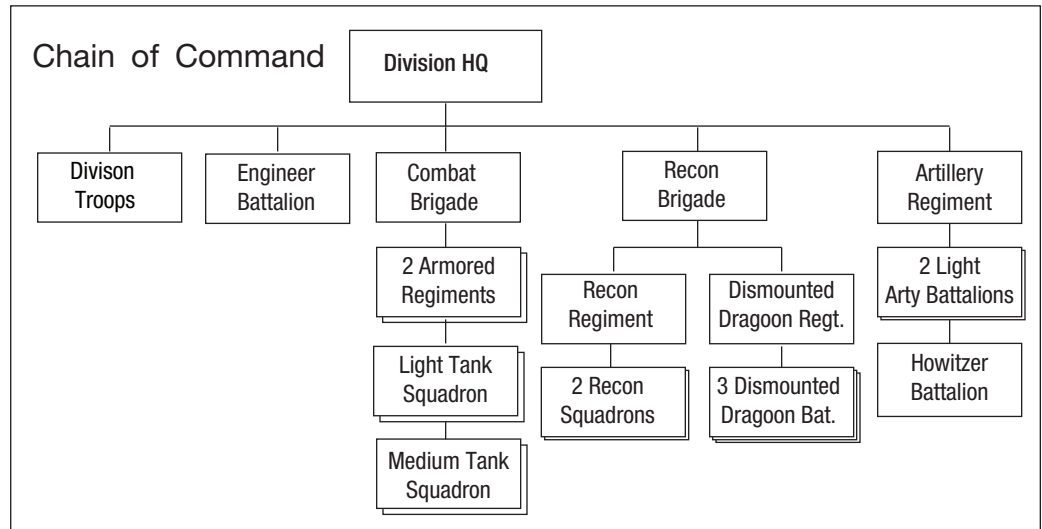 Chain of Command
Division HQ
Divison
Troops
Engineer
Battalion
Combat
Brigade
Recon
Brigade
Artillery
Regiment
2 Armored
Regiments
Recon
Regiment
Dismounted
Dragoon Regt.
2 Light
Arty Battalions
Light Tank
Squadron
2 Recon
Squadrons
3 Dismounted
Dragoon Bat.
Howitzer
Battalion
Medium Tank
Squadron